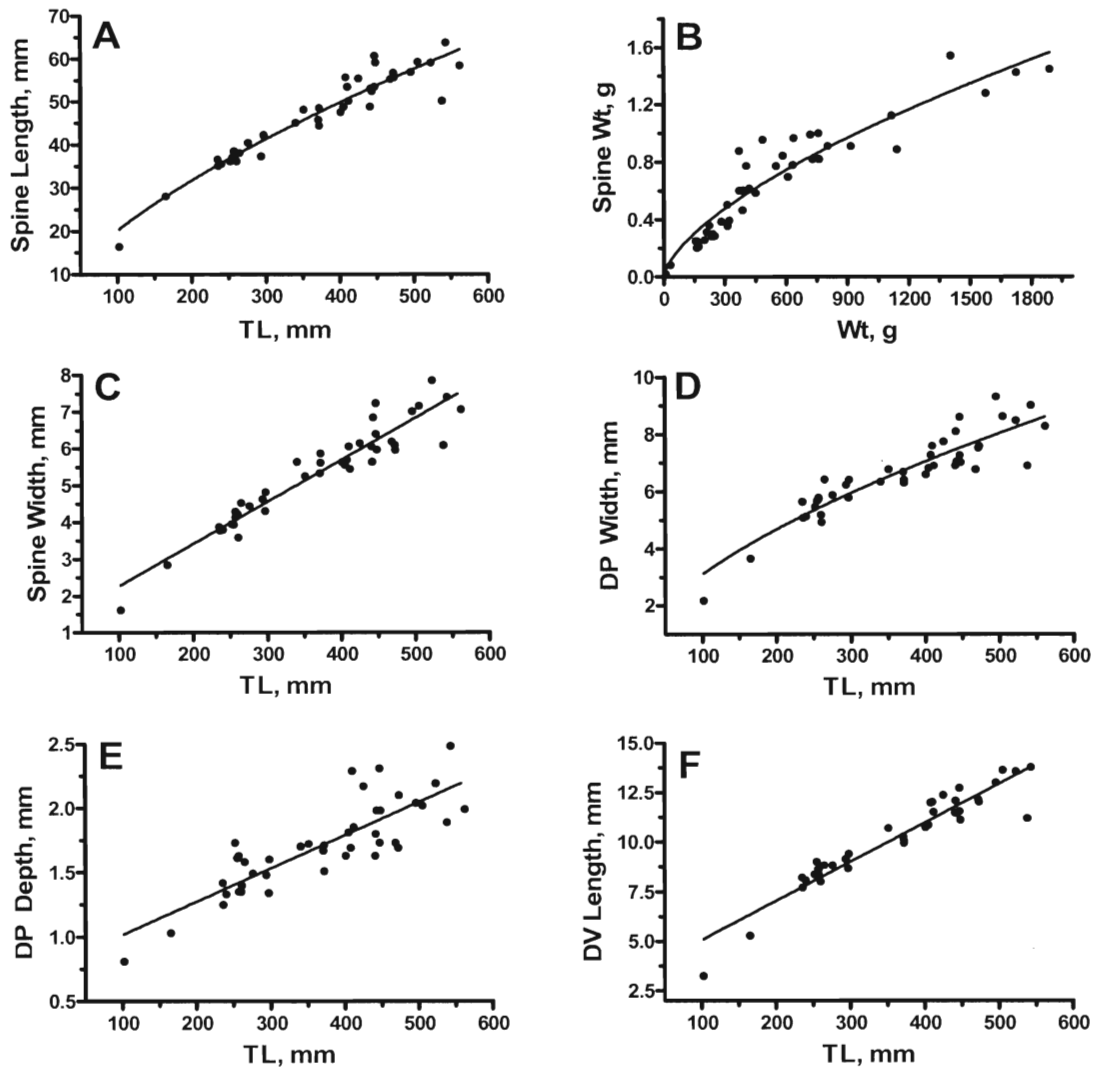 A
Spine Length, mm
70
60
50
40
30
20
10
100 200 300 400 500 600
TL, mm
B
Spine Wt, g
1.6
1.2
0.8
0.4
0.0
0 300 600 900 1200 1500 1800
Wt, g
C
Spine Width, mm
8
7
6
5
4
3
2
1
100 200 300 400 500 600
TL, mm
D
DP Width, mm
10
8
6
4
2
100 200 300 400 500 600
TL, mm
E
DP Depth, mm
2.5
2.0
1.5
1.0
0.5
100 200 300 400 500 600
TL, mm
F
DV Length, mm
15.0
12.5
10.0
7.5
5.0
2.5
100 200 300 400 500 600
TL, mm